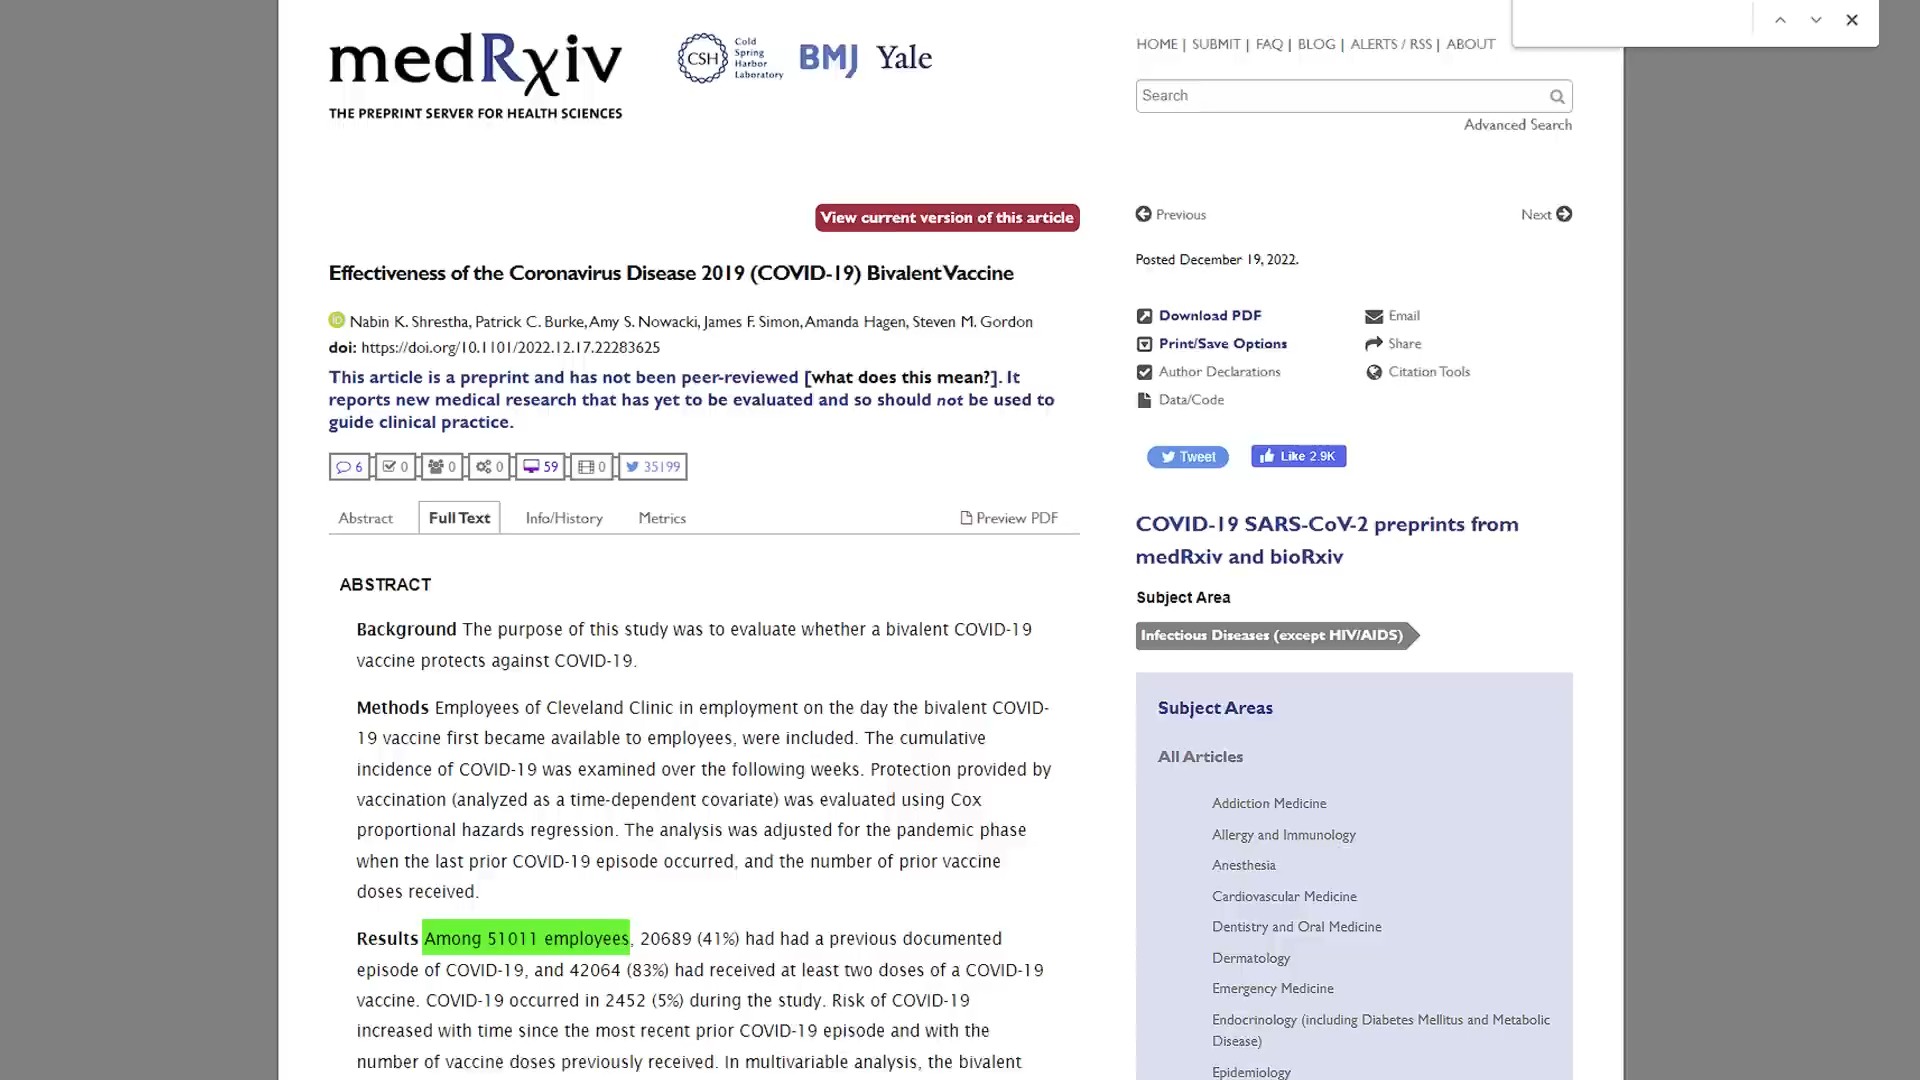 medRxiv
THE PREPRINT SERVER FOR HEALTH SCIENCES
CSH
Cold
Spring
Harbor
Laboratory
BMJ
Yale
HOME | SUBMIT | FAQ | BLOG | ALERTS / RSS | ABOUT
Search
Advanced Search
View current version of this article
Effectiveness of the Coronavirus Disease 2019 (COVID-19) Bivalent Vaccine
iD Nabin K. Shrestha, Patrick C. Burke, Amy S. Nowacki, James F. Simon, Amanda Hagen, Steven M. Gordon
doi: https://doi.org/10.1101/2022.12.17.22283625
This article is a preprint and has not been peer-reviewed [what does this mean?]. It
reports new medical research that has yet to be evaluated and so should not be used to
guide clinical practice.
6 0 0 0 59 0 35199
Abstract Full Text Info/History Metrics Preview PDF
ABSTRACT
Background The purpose of this study was to evaluate whether a bivalent COVID-19
vaccine protects against COVID-19.
Methods Employees of Cleveland Clinic in employment on the day the bivalent COVID-
19 vaccine first became available to employees, were included. The cumulative
incidence of COVID-19 was examined over the following weeks. Protection provided by
vaccination (analyzed as a time-dependent covariate) was evaluated using Cox
proportional hazards regression. The analysis was adjusted for the pandemic phase
when the last prior COVID-19 episode occurred, and the number of prior vaccine
doses received.
Results Among 51011 employees, 20689 (41%) had had a previous documented
episode of COVID-19, and 42064 (83%) had received at least two doses of a COVID-19
vaccine. COVID-19 occurred in 2452 (5%) during the study. Risk of COVID-19
increased with time since the most recent prior COVID-19 episode and with the
number of vaccine doses previously received. In multivariable analysis, the bivalent
Previous Next
Posted December 19, 2022.
Download PDF
Print/Save Options
Author Declarations
Data/Code
Email
Share
Citation Tools
Tweet
Like 2.9K
COVID-19 SARS-CoV-2 preprints from
medRxiv and bioRxiv
Subject Area
Infectious Diseases (except HIV/AIDS)
Subject Areas
All Articles
Addiction Medicine
Allergy and Immunology
Anesthesia
Cardiovascular Medicine
Dentistry and Oral Medicine
Dermatology
Emergency Medicine
Endocrinology (including Diabetes Mellitus and Metabolic
Disease)
Epidemiology